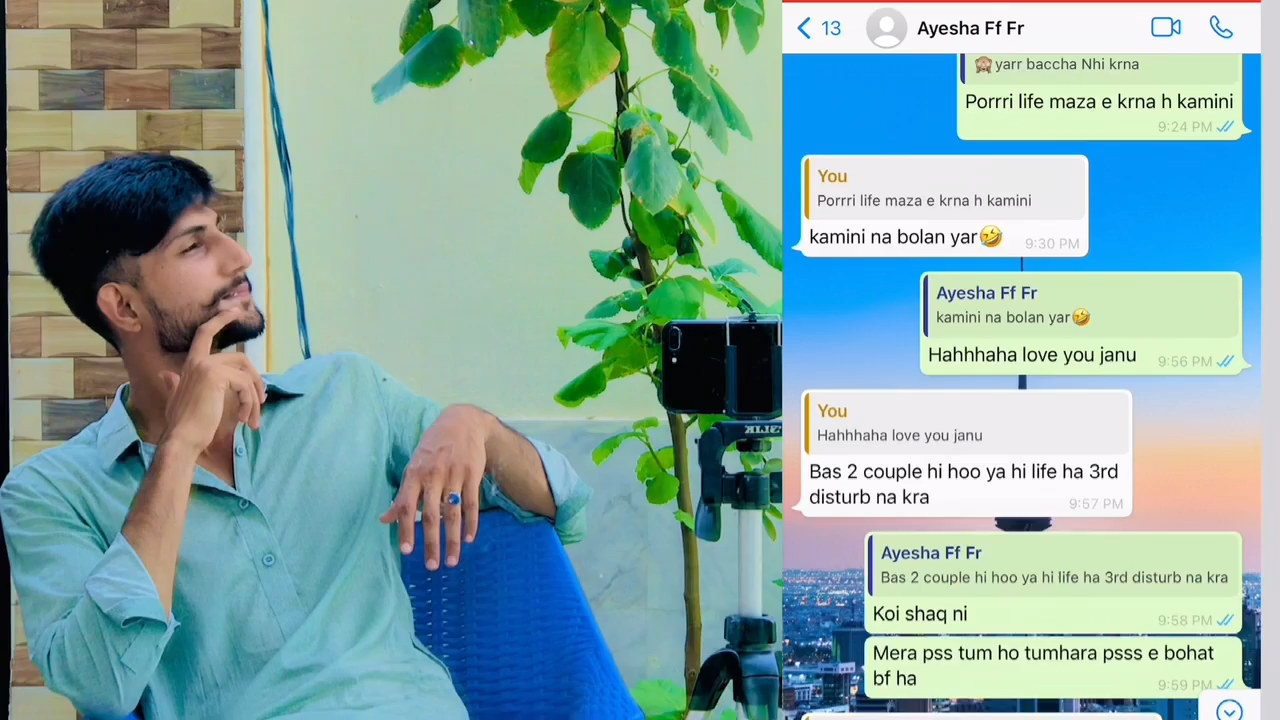 13
Ayesha Ff Fr
🙈 yarr baccha Nhi krna
Porrri life maza e krna h kamini
9:24 PM
You
Porrri life maza e krna h kamini
kamini na bolan yar🤣
9:30 PM
Ayesha Ff Fr
kamini na bolan yar🤣
Hahhhaha love you janu
9:56 PM
You
Hahhhaha love you janu
Bas 2 couple hi hoo ya hi life ha 3rd
disturb na kra
9:57 PM
Ayesha Ff Fr
Bas 2 couple hi hoo ya hi life ha 3rd disturb na kra
Koi shaq ni
9:58 PM
Mera pss tum ho tumhara psss e bohat
bf ha
9:59 PM